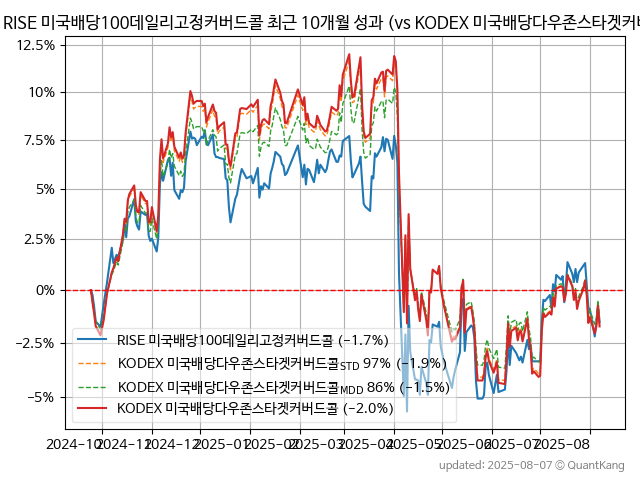 RISE 미국배당100데일리고정커버드콜 최근 10개월 성과 (vs KODEX 미국배당다우존스타겟커버
12.5%
10%
7.5%
5%
2.5%
0%
−2.5%
−5%
RISE 미국배당100데일리고정커버드콜 (−1.7%)
KODEX 미국배당다우존스타겟커버드콜STD 97% (−1.9%)
KODEX 미국배당다우존스타겟커버드콜MDD 86% (−1.5%)
KODEX 미국배당다우존스타겟커버드콜 (−2.0%)
2024-10 2024-11 2024-12 2025-01 2025-02 2025-03 2025-04 2025-05 2025-06 2025-07 2025-08
updated: 2025-08-07 ⓒ QuantKang